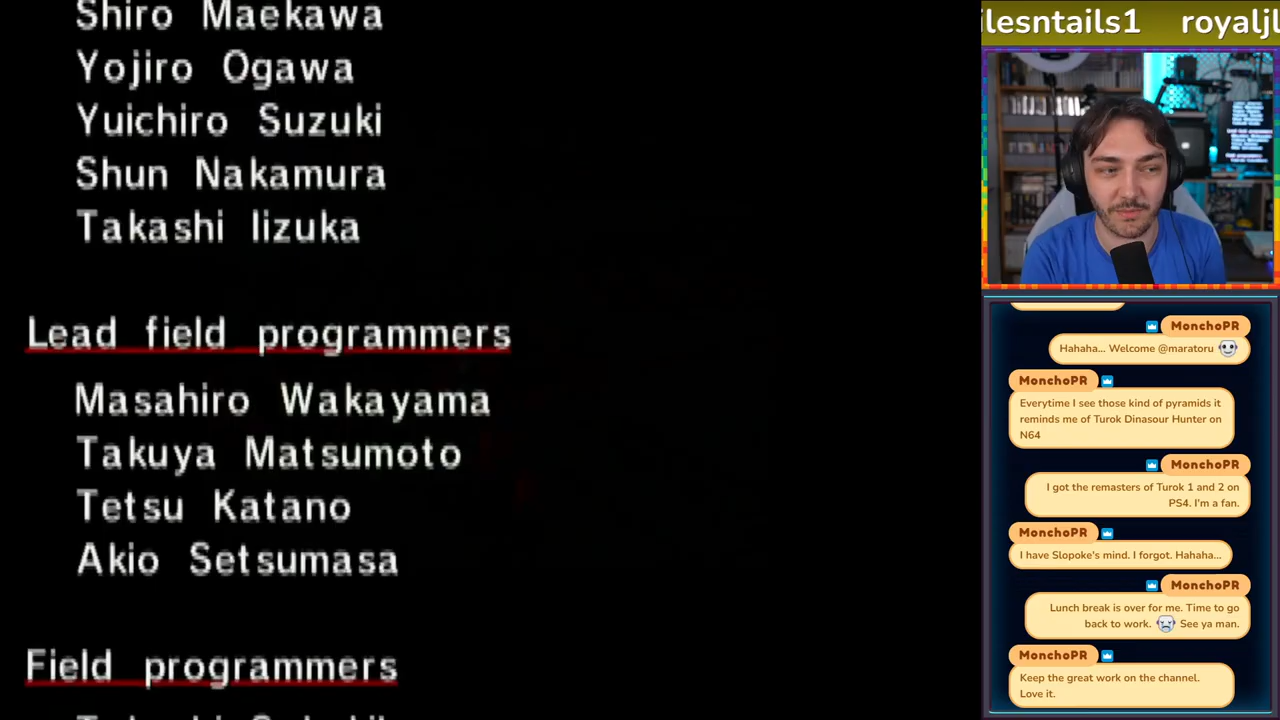 Shiro Maekawa
Yojiro Ogawa
Yuichiro Suzuki
Shun Nakamura
Takashi Iizuka
Lead field programmers
Masahiro Wakayama
Takuya Matsumoto
Tetsu Katano
Akio Setsumasa
Field programmers
ilesntails1 royaljl
MonchoPR
Hahaha... Welcome @maratoru
MonchoPR
Everytime I see those kind of pyramids it
reminds me of Turok Dinasour Hunter on
N64
MonchoPR
I got the remasters of Turok 1 and 2 on
PS4. I'm a fan.
MonchoPR
I have Slopoke's mind. I forgot. Hahaha...
MonchoPR
Lunch break is over for me. Time to go
back to work. See ya man.
MonchoPR
Keep the great work on the channel.
Love it.